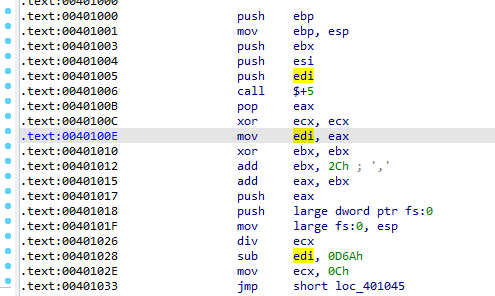 .text:00401000
.text:00401000 push ebp
.text:00401001 mov ebp, esp
.text:00401003 push ebx
.text:00401004 push esi
.text:00401005 push edi
.text:00401006 call $+5
.text:0040100B pop eax
.text:0040100C xor ecx, ecx
.text:0040100E mov edi, eax
.text:00401010 xor ebx, ebx
.text:00401012 add ebx, 2Ch ; ','
.text:00401015 add eax, ebx
.text:00401017 push eax
.text:00401018 push large dword ptr fs:0
.text:0040101F mov large fs:0, esp
.text:00401026 div ecx
.text:00401028 sub edi, 0D6Ah
.text:0040102E mov ecx, 0Ch
.text:00401033 jmp short loc_401045